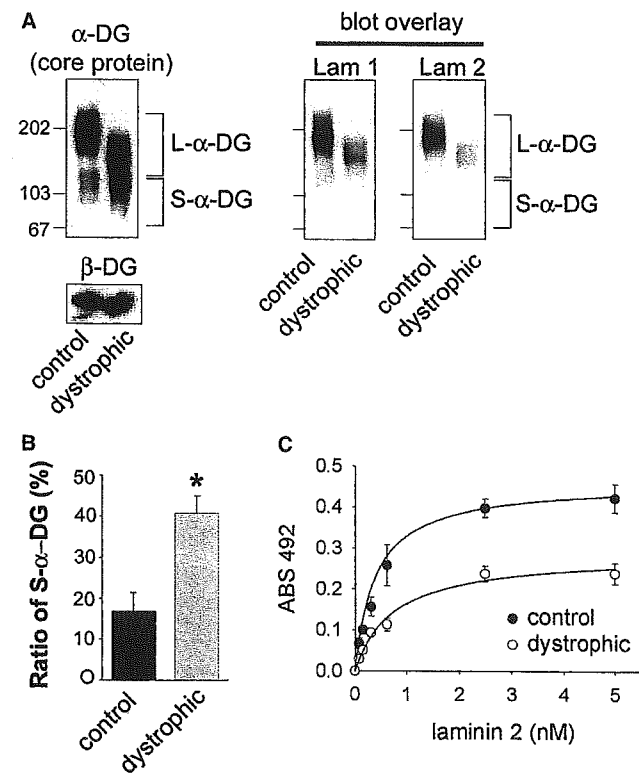 A
α-DG
(core protein)
blot overlay
Lam 1
Lam 2
202
103
67
L-α-DG
S-α-DG
L-α-DG
S-α-DG
β-DG
control
dystrophic
control
dystrophic
control
dystrophic
B
Ratio of S-α–DG (%)
50
40
30
20
10
0
*
control
dystrophic
C
ABS 492
0.5
0.4
0.3
0.2
0.1
0.0
control
dystrophic
0 1 2 3 4 5
laminin 2 (nM)